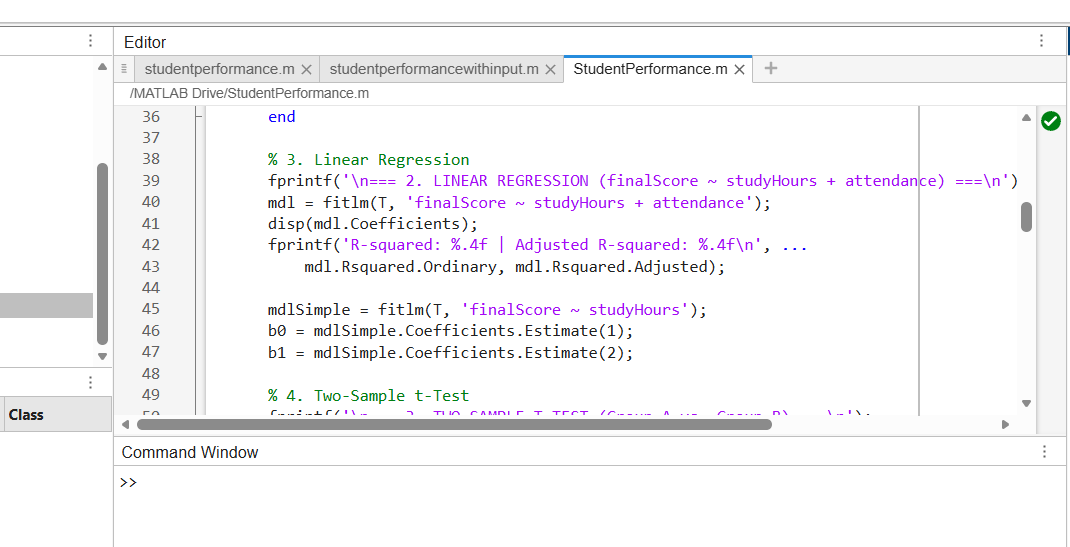 Editor
studentperformance.m × studentperformancewithinput.m × StudentPerformance.m × +
/MATLAB Drive/StudentPerformance.m
36 end
37
38 % 3. Linear Regression
39 fprintf('\n=== 2. LINEAR REGRESSION (finalScore ~ studyHours + attendance) ===\n')
40 mdl = fitlm(T, 'finalScore ~ studyHours + attendance');
41 disp(mdl.Coefficients);
42 fprintf('R-squared: %.4f | Adjusted R-squared: %.4f\n', ...
43 mdl.Rsquared.Ordinary, mdl.Rsquared.Adjusted);
44
45 mdlSimple = fitlm(T, 'finalScore ~ studyHours');
46 b0 = mdlSimple.Coefficients.Estimate(1);
47 b1 = mdlSimple.Coefficients.Estimate(2);
48
49 % 4. Two-Sample t-Test
Class
Command Window
>>